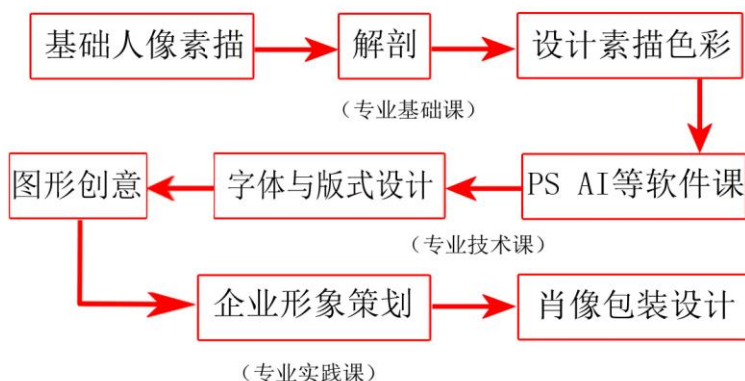 基础人像素描 解剖 设计素描色彩
（专业基础课）
图形创意 字体与版式设计 PS AI等软件课
（专业技术课）
企业形象策划 肖像包装设计
（专业实践课）